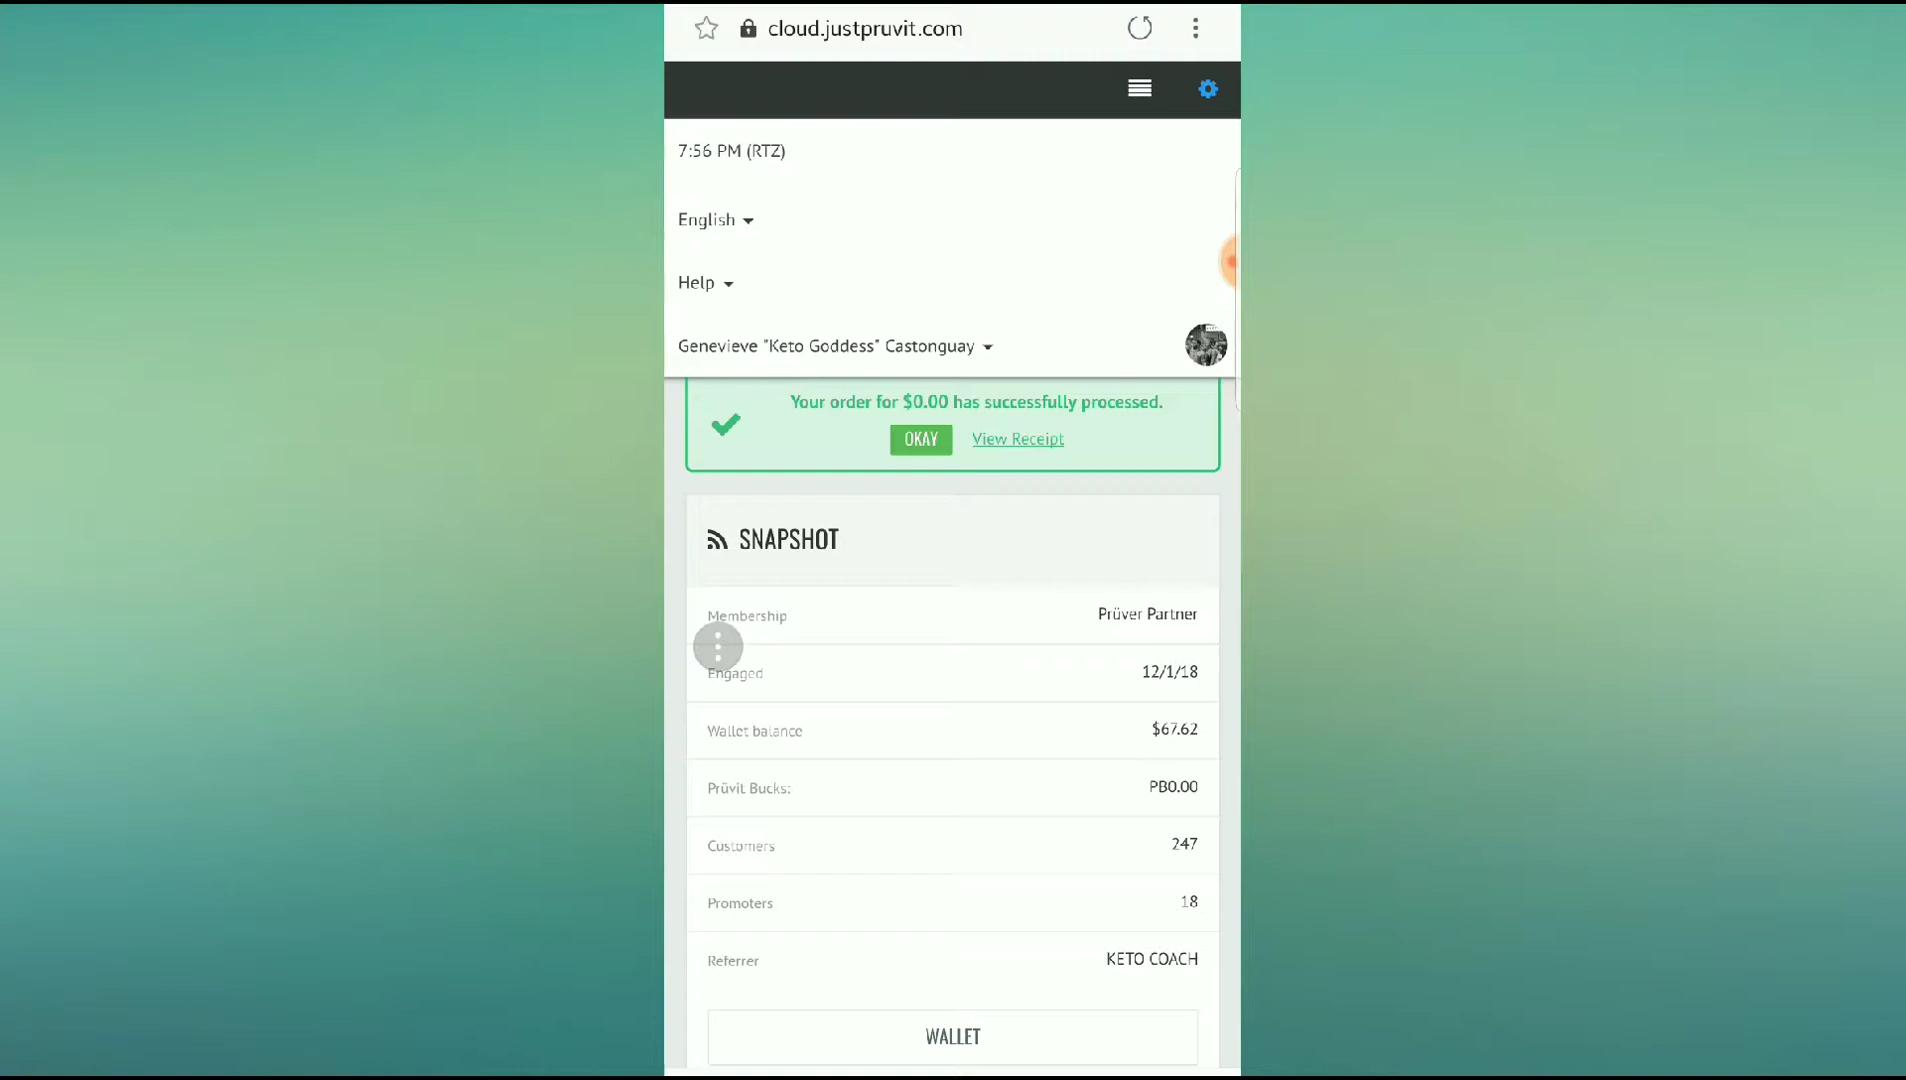 cloud.justpruvit.com
7:56 PM (RTZ)
English
Help
Genevieve "Keto Goddess" Castonguay
Your order for $0.00 has successfully processed.
OKAY View Receipt
SNAPSHOT
Membership Prüver Partner
Engaged 12/1/18
Wallet balance $67.62
Prüvit Bucks: PB0.00
Customers 247
Promoters 18
Referrer KETO COACH
WALLET